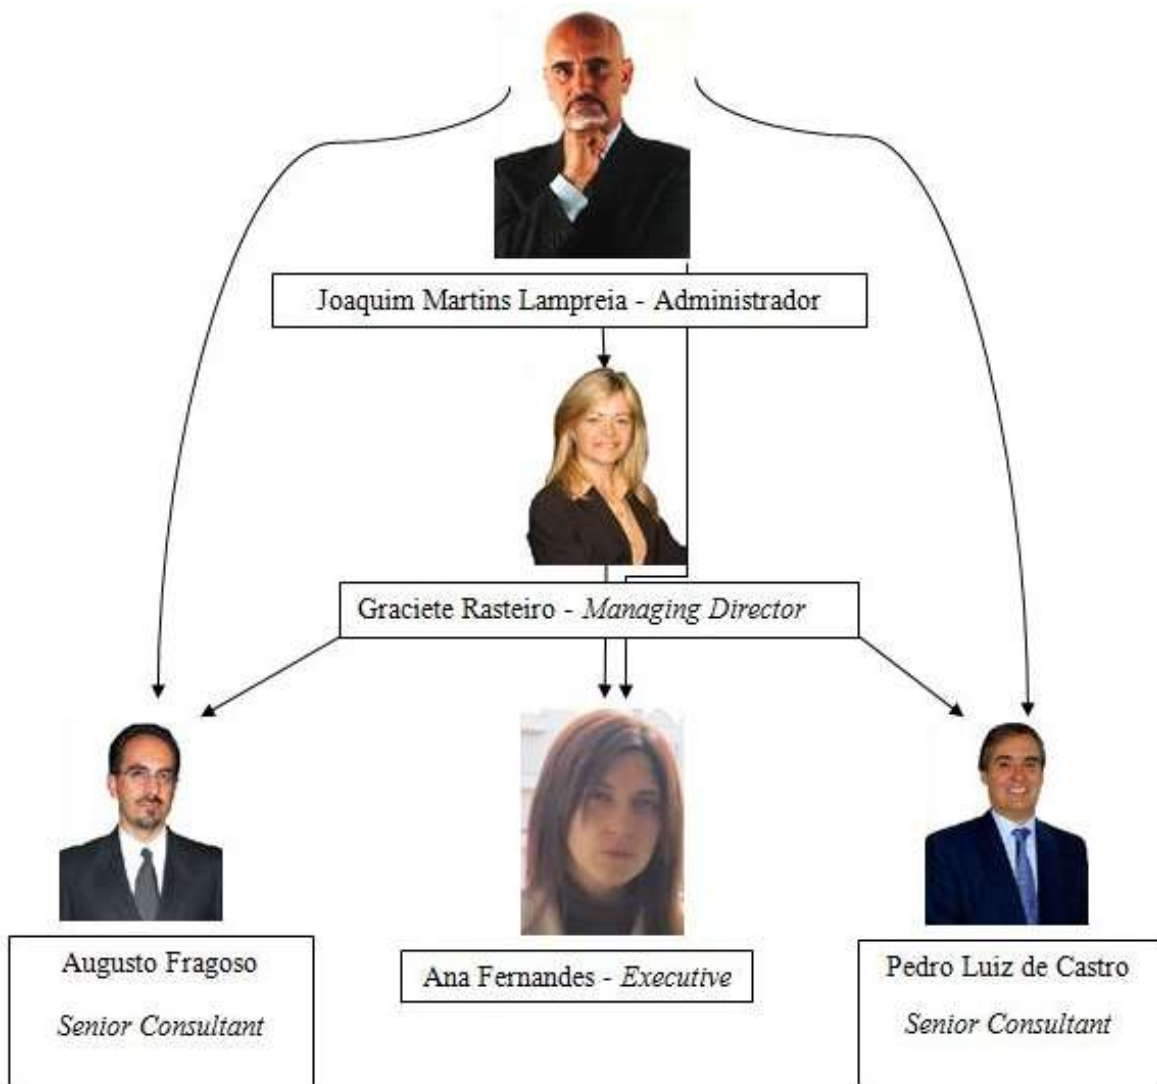 Joaquim Martins Lampreia - Administrador
Graciete Rasteiro - Managing Director
Augusto Fragoso
Senior Consultant
Ana Fernandes - Executive
Pedro Luiz de Castro
Senior Consultant